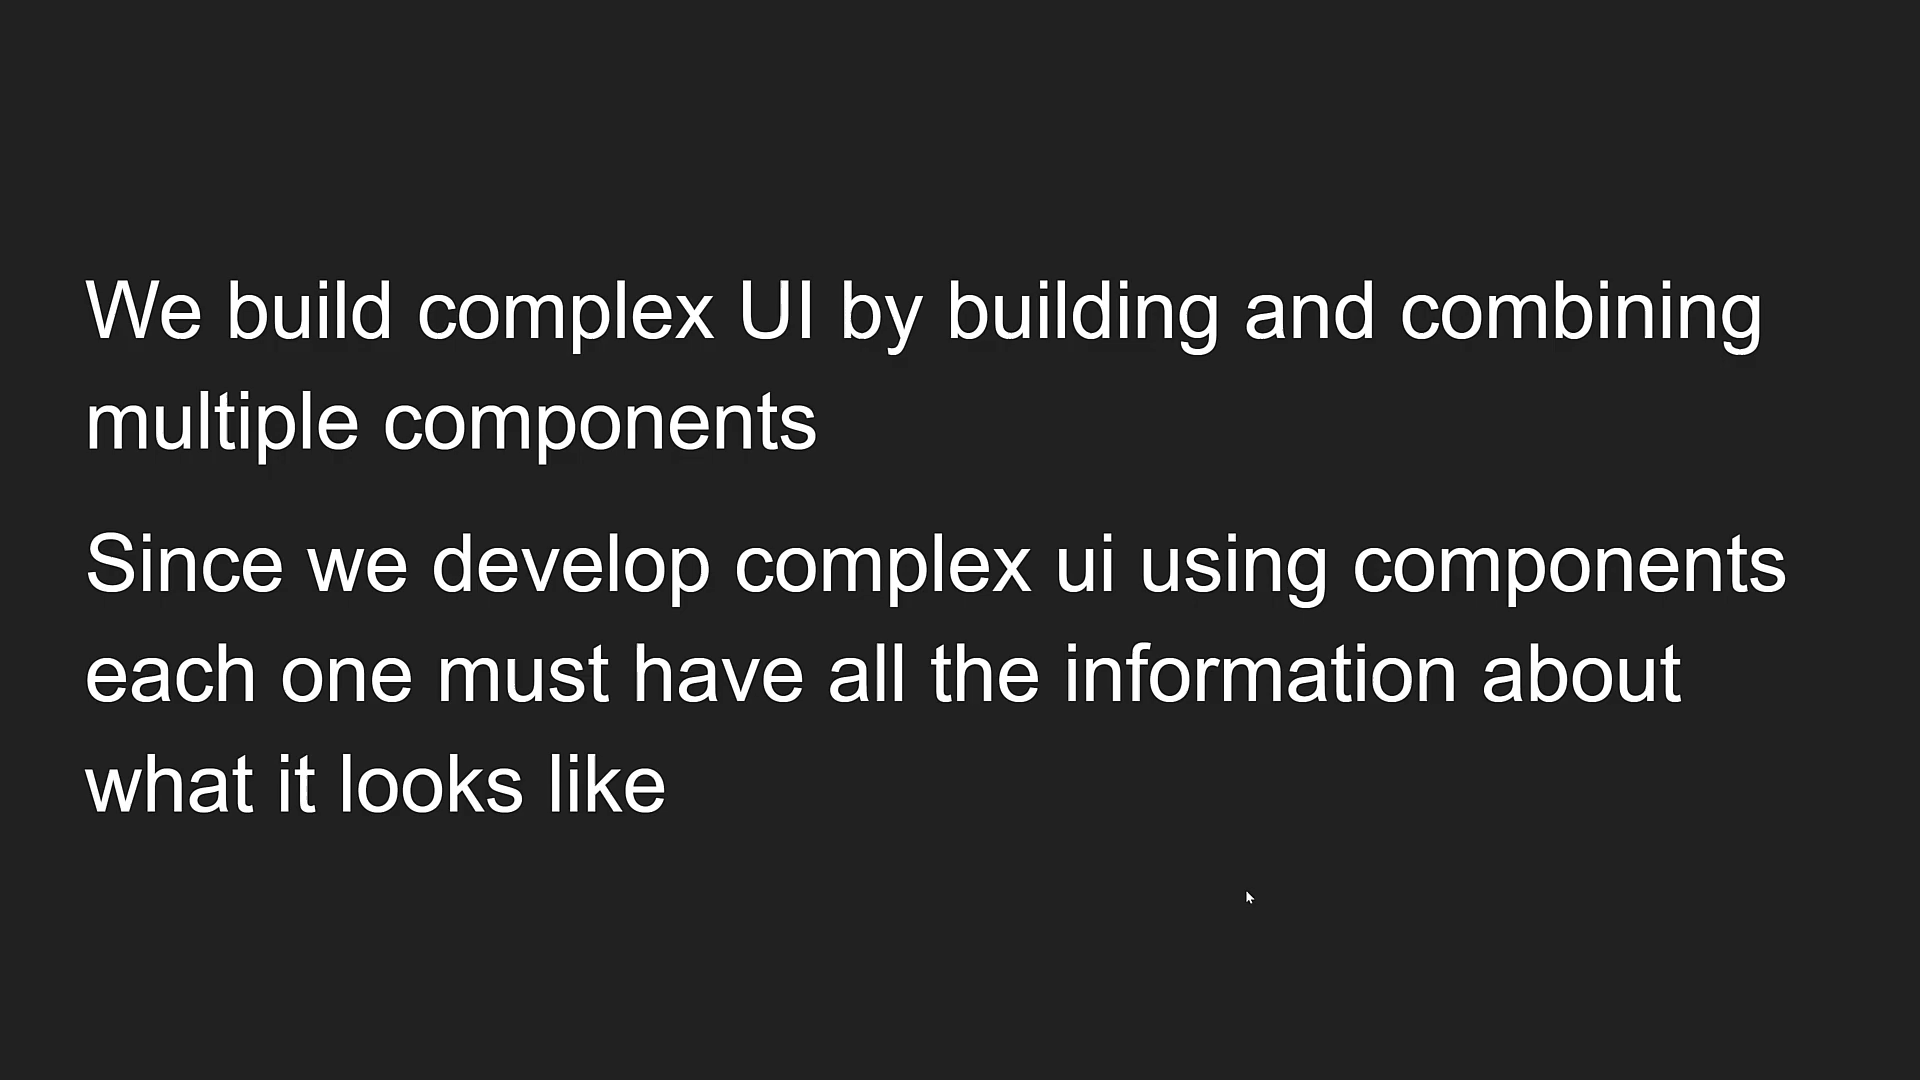 We build complex UI by building and combining
multiple components
Since we develop complex ui using components
each one must have all the information about
what it looks like